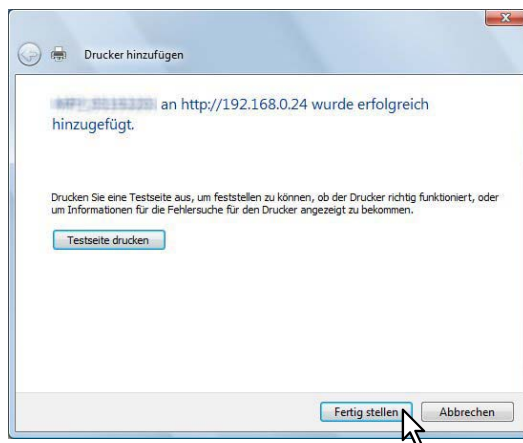 Drucker hinzufügen
an http://192.168.0.24 wurde erfolgreich
hinzugefügt.
Drucken Sie eine Testseite aus, um feststellen zu können, ob der Drucker richtig funktioniert, oder
um Informationen für die Fehlersuche für den Drucker angezeigt zu bekommen.
Testseite drucken
Fertig stellen Abbrechen